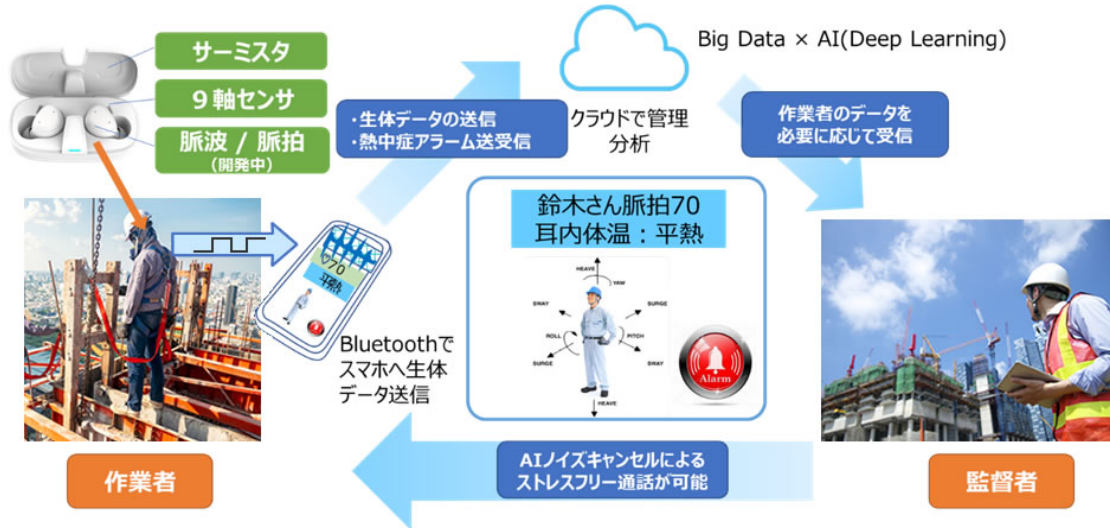 サーミスタ
9軸センサ
脈波 / 脈拍
(開発中)
・生体データの送信
・熱中症アラーム送受信
クラウドで管理
分析
Big Data × AI(Deep Learning)
作業者のデータを
必要に応じて受信
鈴木さん脈拍70
耳内体温：平熱
HEAVE
YAW
SWAY
SURGE
ROLL
PITCH
SURGE
SWAY
HEAVE
Alarm
♡70
平熱
Bluetoothで
スマホへ生体
データ送信
AIノイズキャンセルによる
ストレスフリー通話が可能
作業者
監督者